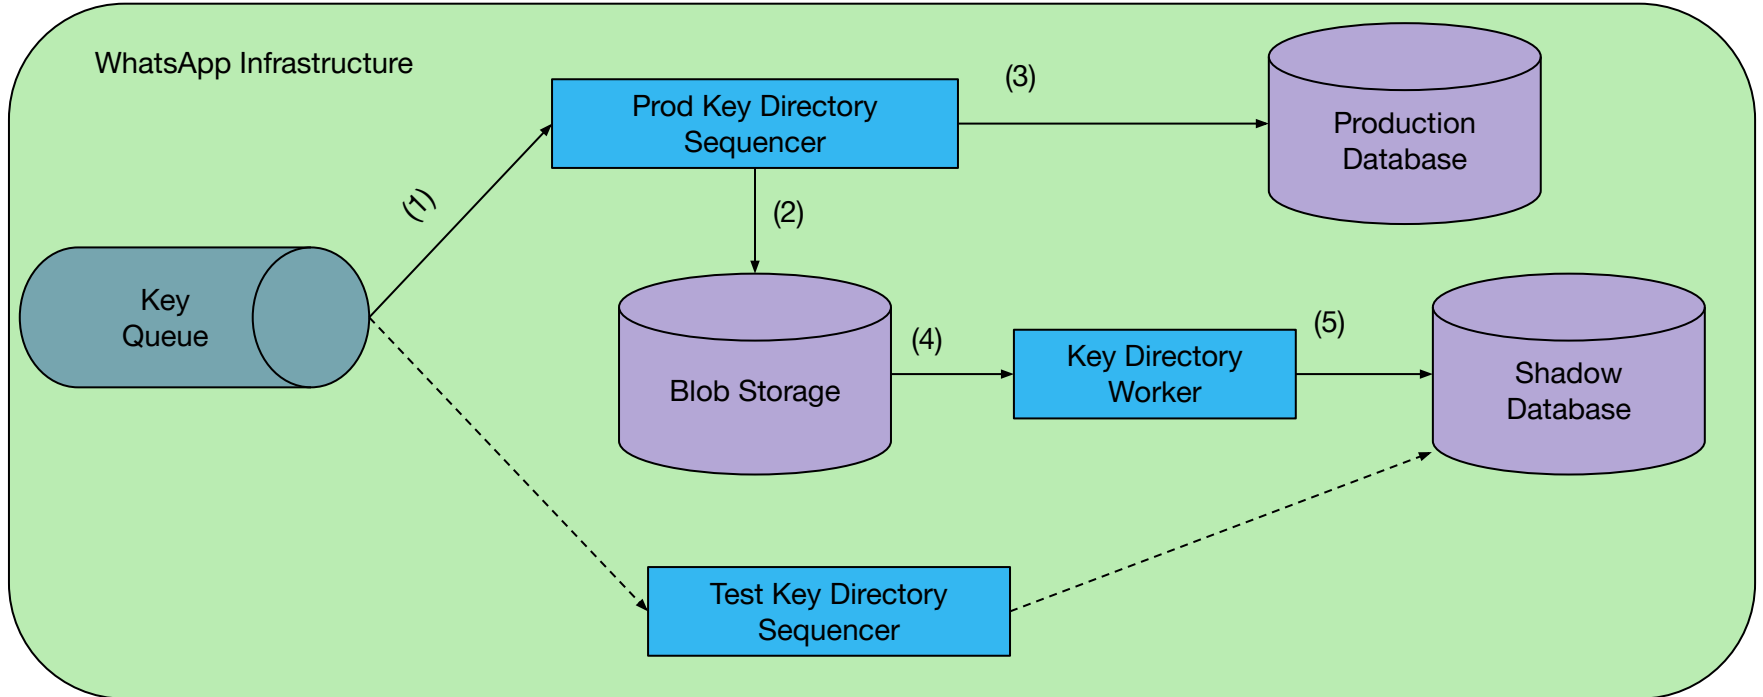 WhatsApp Infrastructure
Prod Key Directory
Sequencer
(3)
Production
Database
(1)
(2)
Key
Queue
Blob Storage
(4)
Key Directory
Worker
(5)
Shadow
Database
Test Key Directory
Sequencer